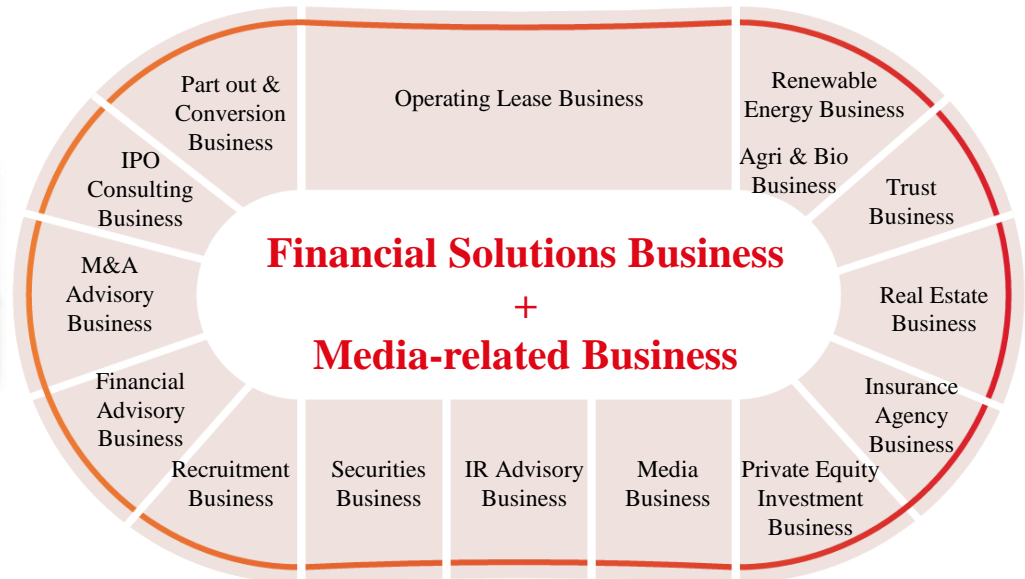 Part out &
Conversion
Business
Operating Lease Business
Renewable
Energy Business
Agri & Bio
Business
IPO
Consulting
Business
Trust
Business
Financial Solutions Business
+
Media-related Business
M&A
Advisory
Business
Real Estate
Business
Financial
Advisory
Business
Insurance
Agency
Business
Recruitment
Business
Securities
Business
IR Advisory
Business
Media
Business
Private Equity
Investment
Business